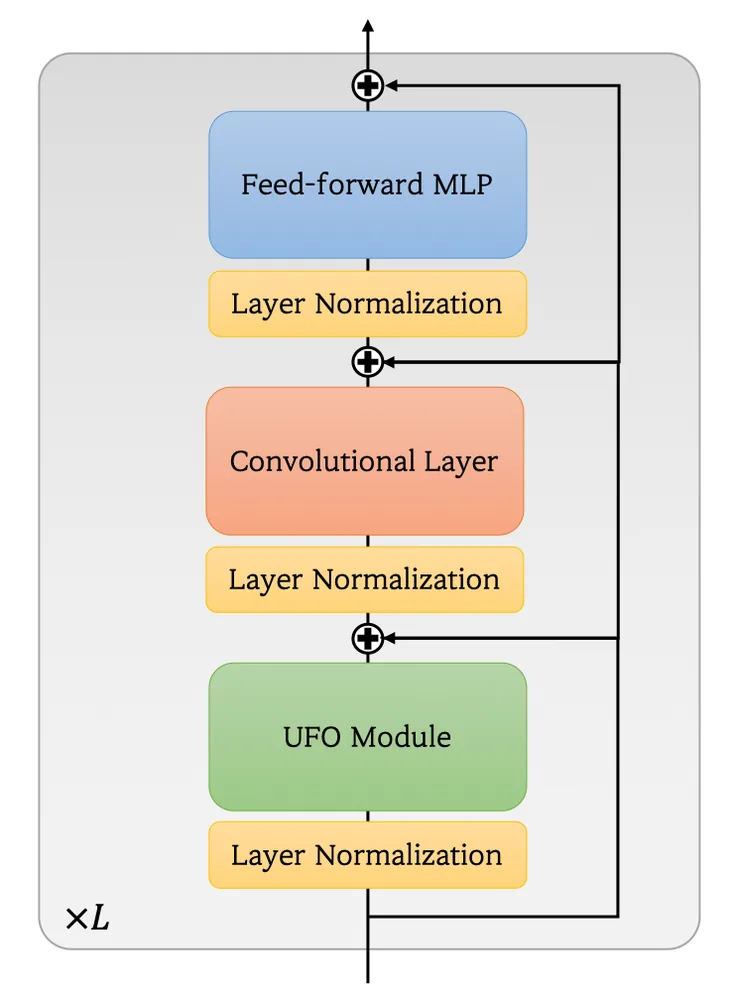 Feed-forward MLP
Layer Normalization
Convolutional Layer
Layer Normalization
UFO Module
Layer Normalization
×L